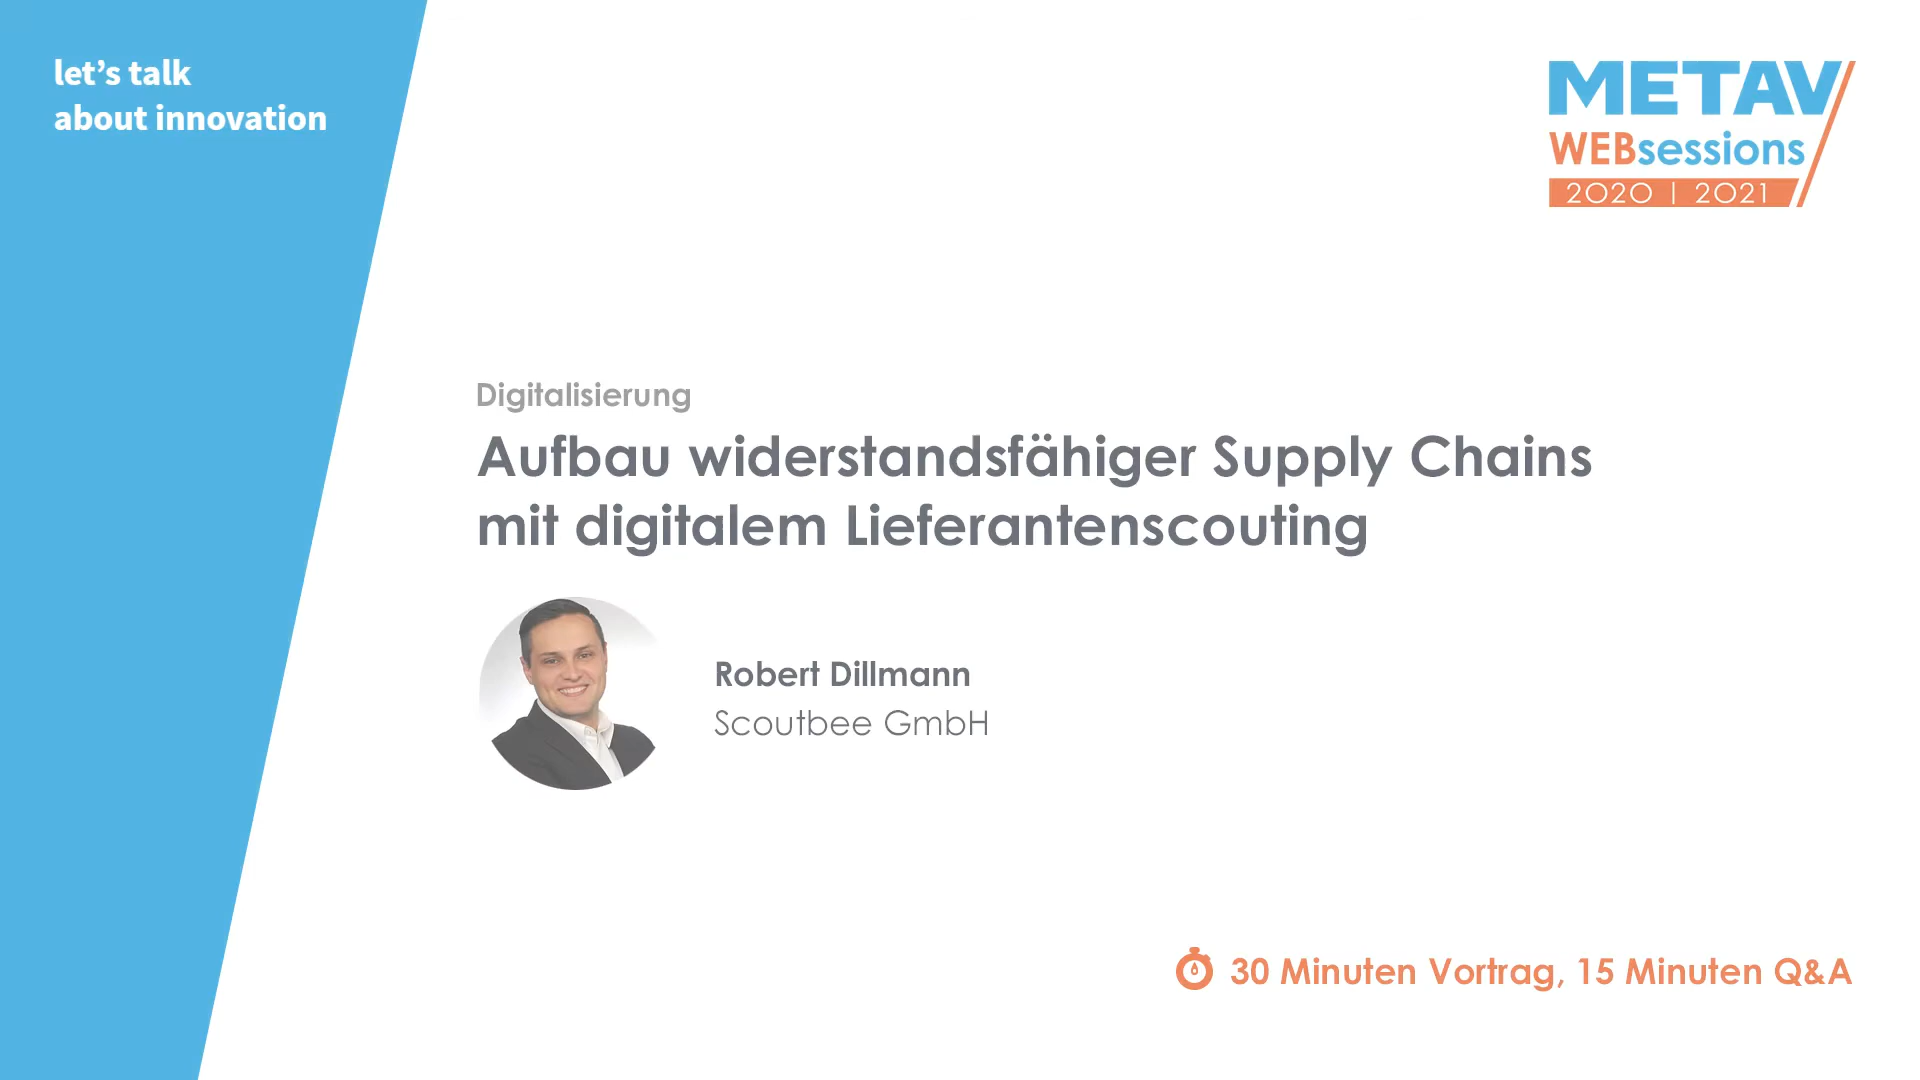 let's talk
about innovation
METAV
WEBsessions
2020 | 2021
Digitalisierung
Aufbau widerstandsfähiger Supply Chains
mit digitalem Lieferantenscouting
Robert Dillmann
Scoutbee GmbH
30 Minuten Vortrag, 15 Minuten Q&A